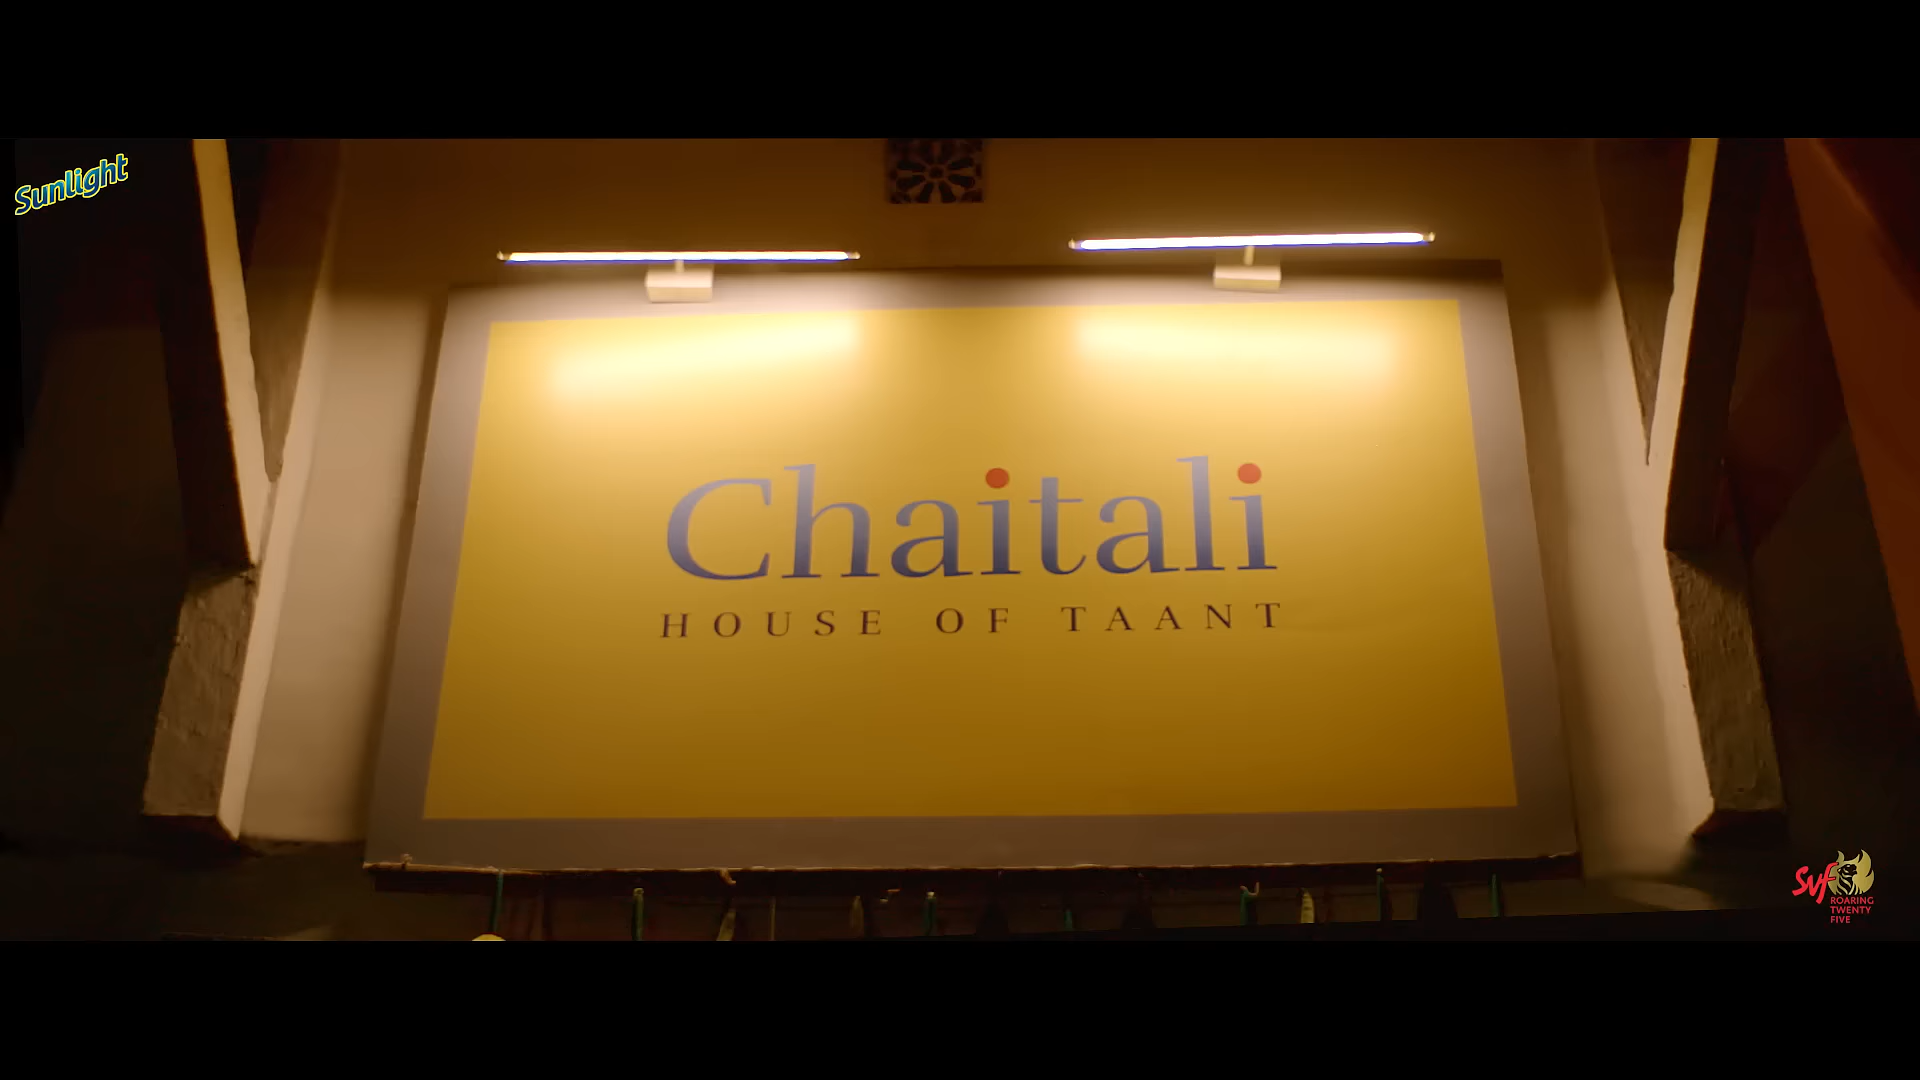 Sunlight
Chaitali
HOUSE OF TAANT
Svf
ROARING
TWENTY
FIVE